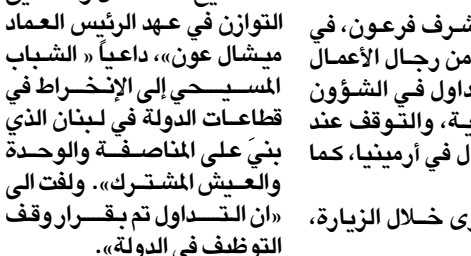 شرف فرعون، في
من رجال الأعمال
داول في الشؤون
ية، والتوقف عند
ل في أرمينيا، كما
رى خلال الزيارة،
التوازن في عهد الرئيس العماد
ميشال عون»، داعياً « الشباب
المسيحي إلى الإنخراط في
قطاعات الدولة في لبنان الذي
بنيَ على المناصفة والوحدة
والعيش المشترك». ولفت الى
«ان التداول تم بقرار وقف
التوظيف في الدولة».